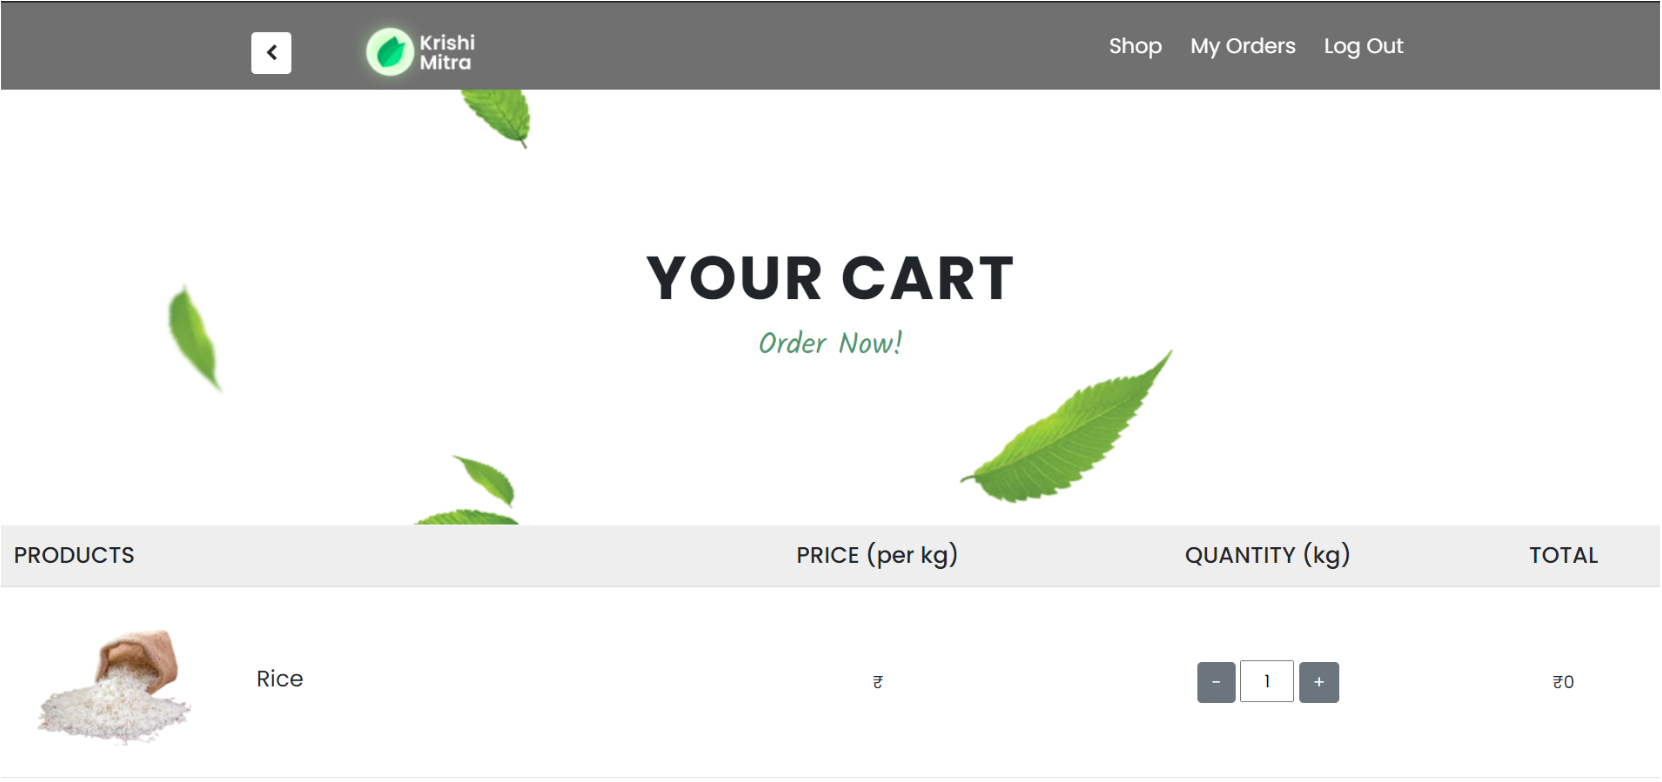 Krishi
Mitra
Shop My Orders Log Out
YOUR CART
Order Now!
PRODUCTS PRICE (per kg) QUANTITY (kg) TOTAL
Rice ₹ - 1 + ₹0